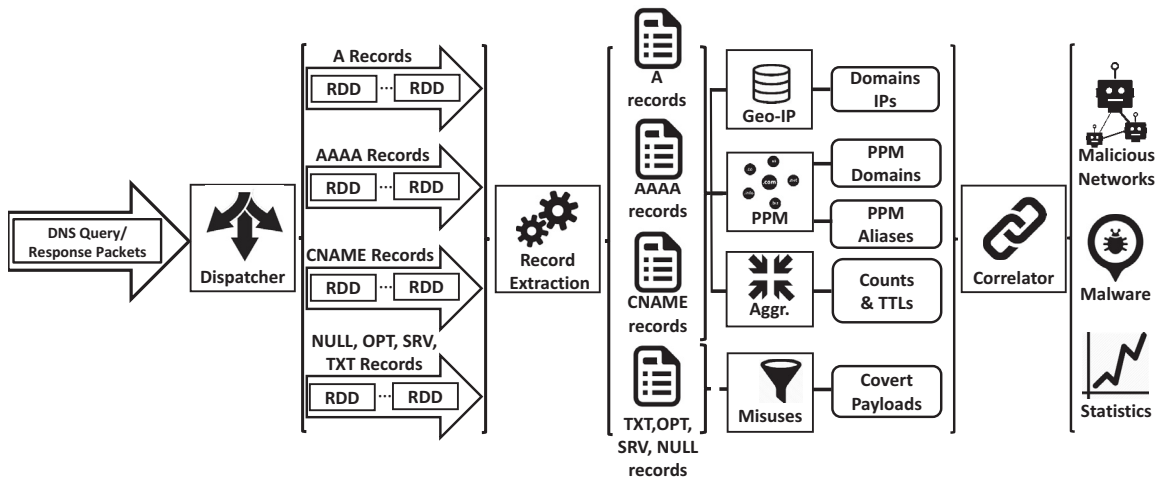 DNS Query/
Response Packets
Dispatcher
A Records
RDD ... RDD
AAAA Records
RDD ... RDD
CNAME Records
RDD ... RDD
NULL, OPT, SRV,
TXT Records
RDD ... RDD
Record
Extraction
A
records
AAAA
records
CNAME
records
TXT,OPT,
SRV, NULL
records
Geo-IP
.com
PPM
Aggr.
Misuses
Domains
IPs
PPM
Domains
PPM
Aliases
Counts
& TTLs
Covert
Payloads
Correlator
Malicious
Networks
Malware
Statistics